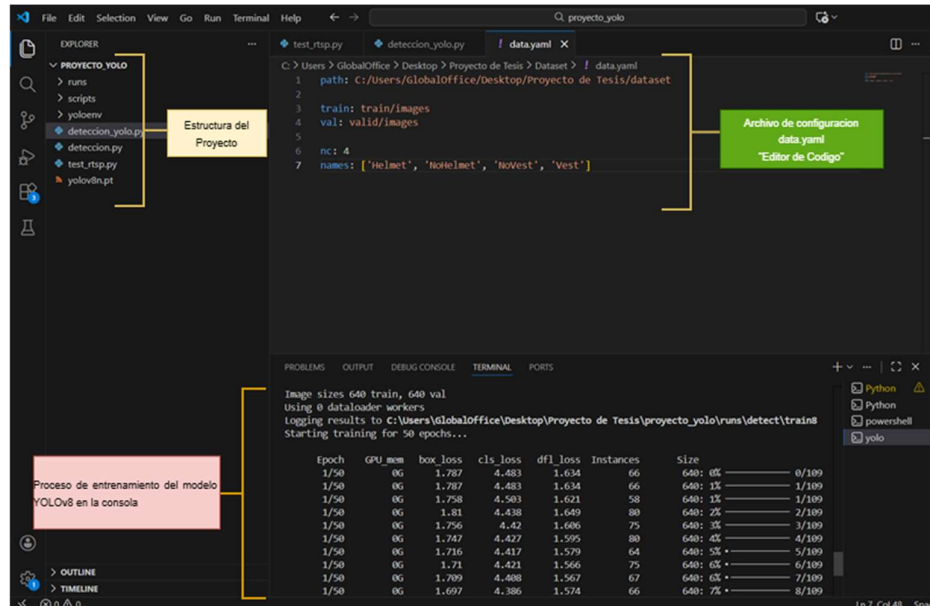 File Edit Selection View Go Run Terminal Help
proyecto_yolo
EXPLORER
PROYECTO_YOLO
runs
scripts
yoloenv
deteccion_yolo.py
deteccion.py
test_rtsp.py
yolov8n.pt
OUTLINE
TIMELINE
3
1
Estructura del
Proyecto
test_rtsp.py deteccion_yolo.py ! data.yaml
C: > Users > GlobalOffice > Desktop > Proyecto de Tesis > Dataset > ! data.yaml
1 path: C:/Users/GlobalOffice/Desktop/Proyecto de Tesis/dataset
2
3 train: train/images
4 val: valid/images
5
6 nc: 4
7 names: ['Helmet', 'NoHelmet', 'NoVest', 'Vest']
Archivo de configuracion
data.yaml
"Editor de Codigo"
PROBLEMS OUTPUT DEBUG CONSOLE TERMINAL PORTS
Python
Python
powershell
yolo
Image sizes 640 train, 640 val
Using 0 dataloader workers
Logging results to C:\Users\GlobalOffice\Desktop\Proyecto de Tesis\proyecto_yolo\runs\detect\train8
Starting training for 50 epochs...
Epoch GPU_mem box_loss cls_loss dfl_loss Instances Size
1/50 0G 1.787 4.483 1.634 66 640: 0% 0/109
1/50 0G 1.787 4.483 1.634 66 640: 1% 1/109
1/50 0G 1.758 4.503 1.621 58 640: 1% 1/109
1/50 0G 1.81 4.438 1.649 80 640: 2% 2/109
1/50 0G 1.756 4.42 1.606 75 640: 3% 3/109
1/50 0G 1.747 4.427 1.595 80 640: 4% 4/109
1/50 0G 1.716 4.417 1.579 64 640: 5% 5/109
1/50 0G 1.71 4.421 1.566 75 640: 6% 6/109
1/50 0G 1.709 4.408 1.567 67 640: 6% 7/109
1/50 0G 1.697 4.386 1.574 66 640: 7% 8/109
Proceso de entrenamiento del modelo
YOLOv8 en la consola
0 0 Ln 7, Col 48